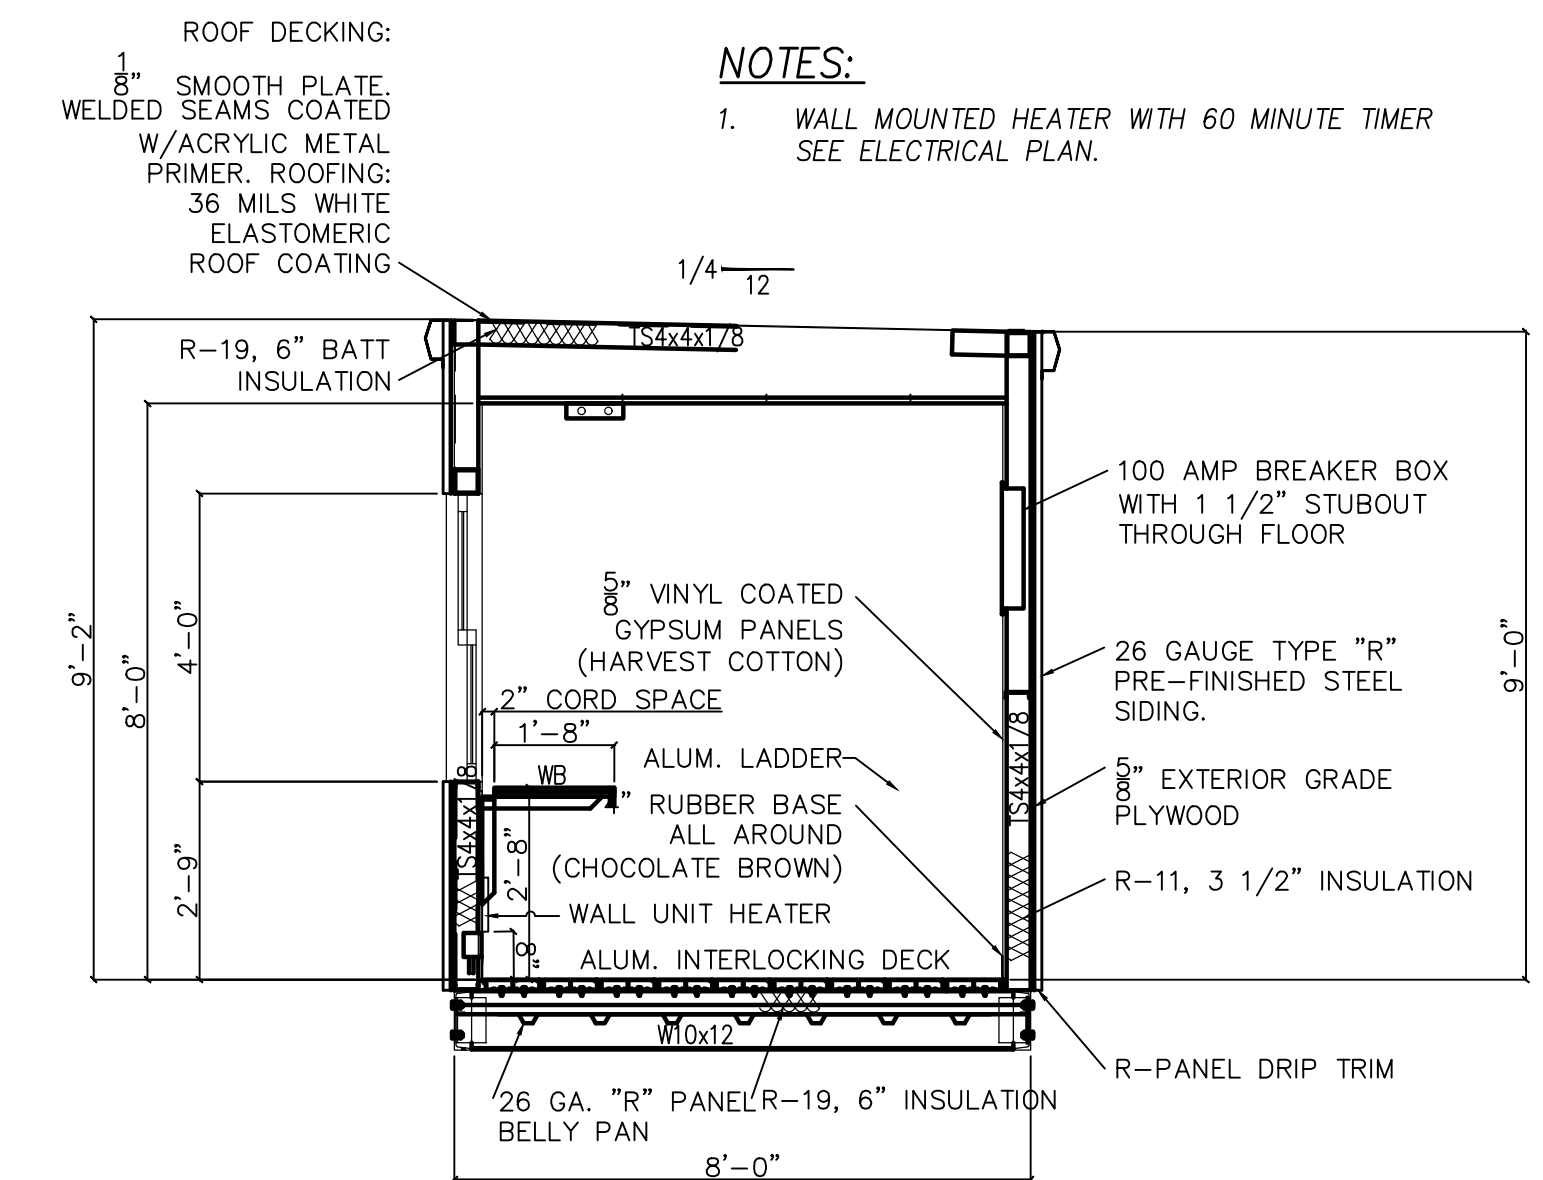 ROOF DECKING:
1/8” SMOOTH PLATE.
WELDED SEAMS COATED
W/ACRYLIC METAL
PRIMER. ROOFING:
36 MILS WHITE
ELASTOMERIC
ROOF COATING
NOTES:
1. WALL MOUNTED HEATER WITH 60 MINUTE TIMER
SEE ELECTRICAL PLAN.
1/4
12
R-19, 6” BATT
INSULATION
TS4x4x1/8
100 AMP BREAKER BOX
WITH 1 1/2” STUBOUT
THROUGH FLOOR
5/8” VINYL COATED
GYPSUM PANELS
(HARVEST COTTON)
26 GAUGE TYPE "R"
PRE-FINISHED STEEL
SIDING.
9'-2”
8'-0”
4'-0”
2'-9”
9'-0”
2” CORD SPACE
1'-8”
WB
ALUM. LADDER
” RUBBER BASE
ALL AROUND
(CHOCOLATE BROWN)
TS4x4x1/8
TS4x4x1/8
5/8” EXTERIOR GRADE
PLYWOOD
2'-8”
R-11, 3 1/2” INSULATION
WALL UNIT HEATER
8”
ALUM. INTERLOCKING DECK
W10x12
R-PANEL DRIP TRIM
26 GA. ”R” PANEL
BELLY PAN
R-19, 6” INSULATION
8'-0”